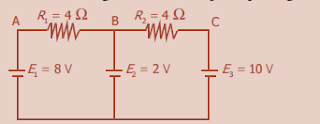 A R₁ = 4 Ω B R₂ = 4 Ω C
E₁ = 8 V E₂ = 2 V E₃ = 10 V